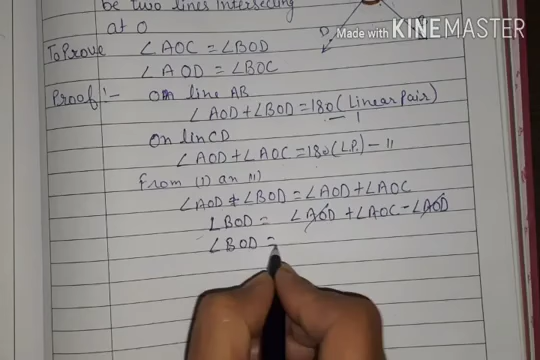 be two lines Intersecting
at O
D
Made with KINEMASTER
To Prove ∠AOC = ∠BOD
∠AOD = ∠BOC
Proof :- on line AB
∠AOD + ∠BOD = 180 (Linear Pair) — I
on lin CD
∠AOD + ∠AOC = 180 (L.P.) — II
From (I) an II)
∠AOD + ∠BOD = ∠AOD + ∠AOC
∠BOD = ∠AOD + ∠AOC - ∠AOD
∠BOD =